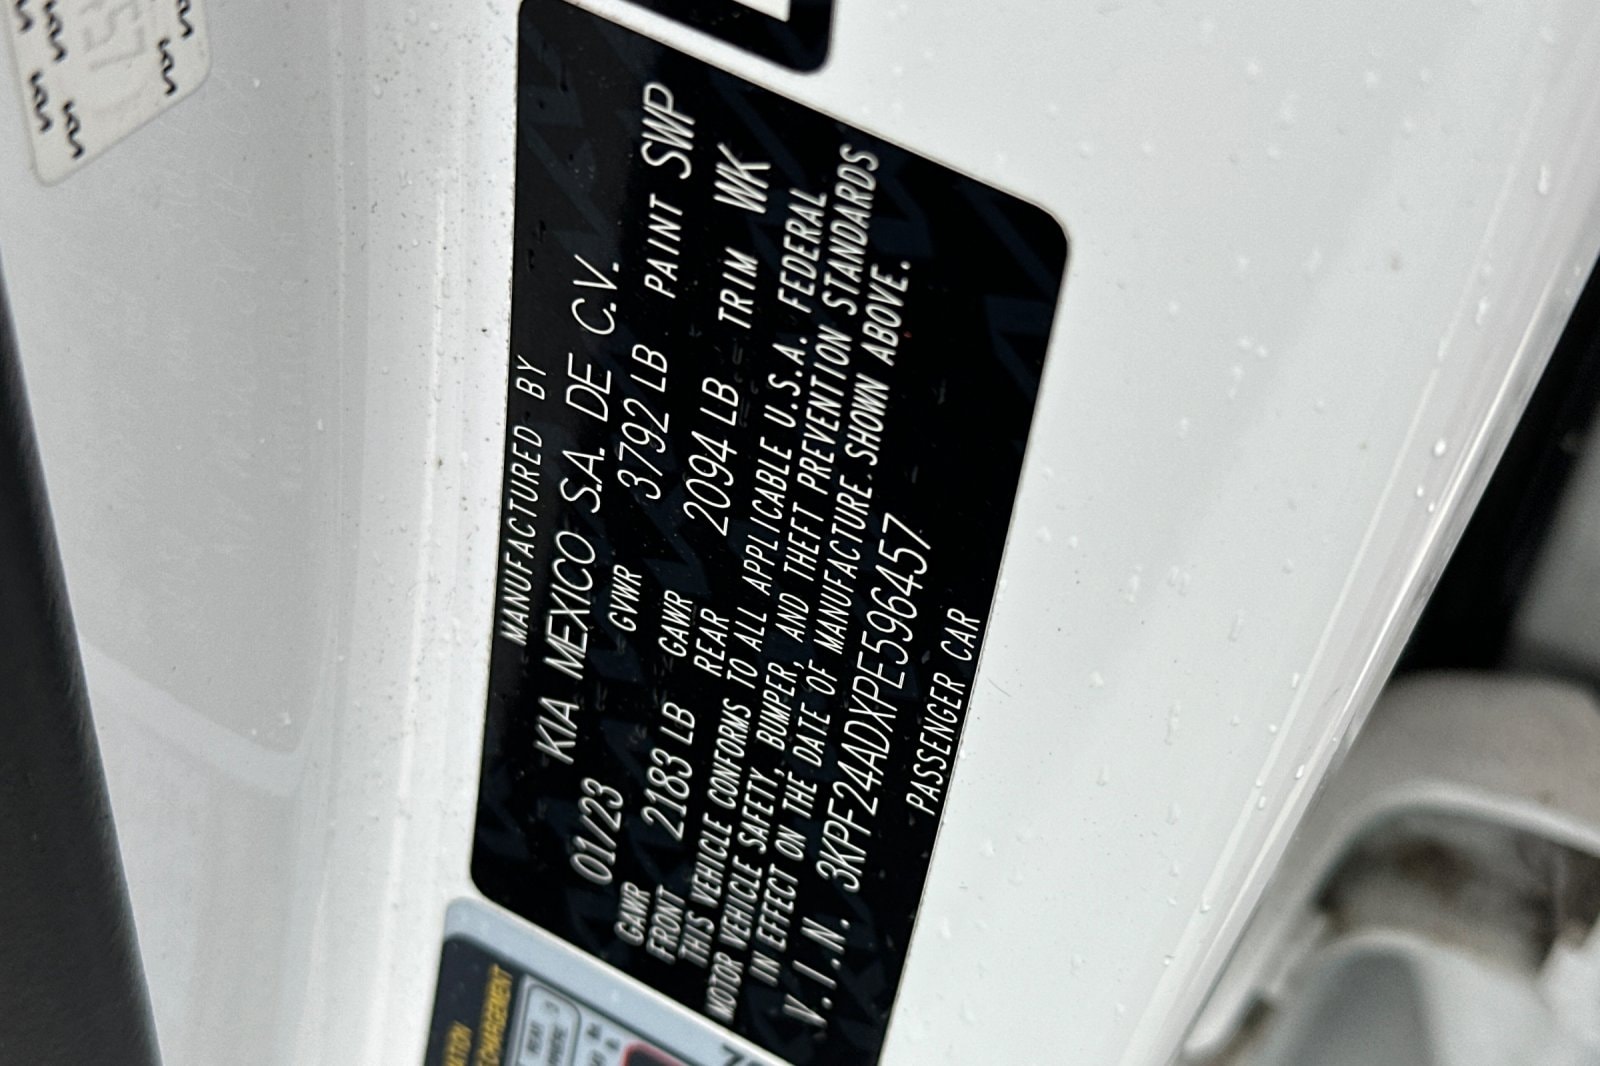 MANUFACTURED BY
KIA MEXICO S.A. DE C.V.
01/23 GVWR 3792 LB PAINT SWP
GAWR FRONT 2183 LB GAWR REAR 2094 LB TRIM WK
THIS VEHICLE CONFORMS TO ALL APPLICABLE U.S.A. FEDERAL
MOTOR VEHICLE SAFETY, BUMPER, AND THEFT PREVENTION STANDARDS
IN EFFECT ON THE DATE OF MANUFACTURE SHOWN ABOVE.
V.I.N. 3KPF24ADXPE596457
PASSENGER CAR
457